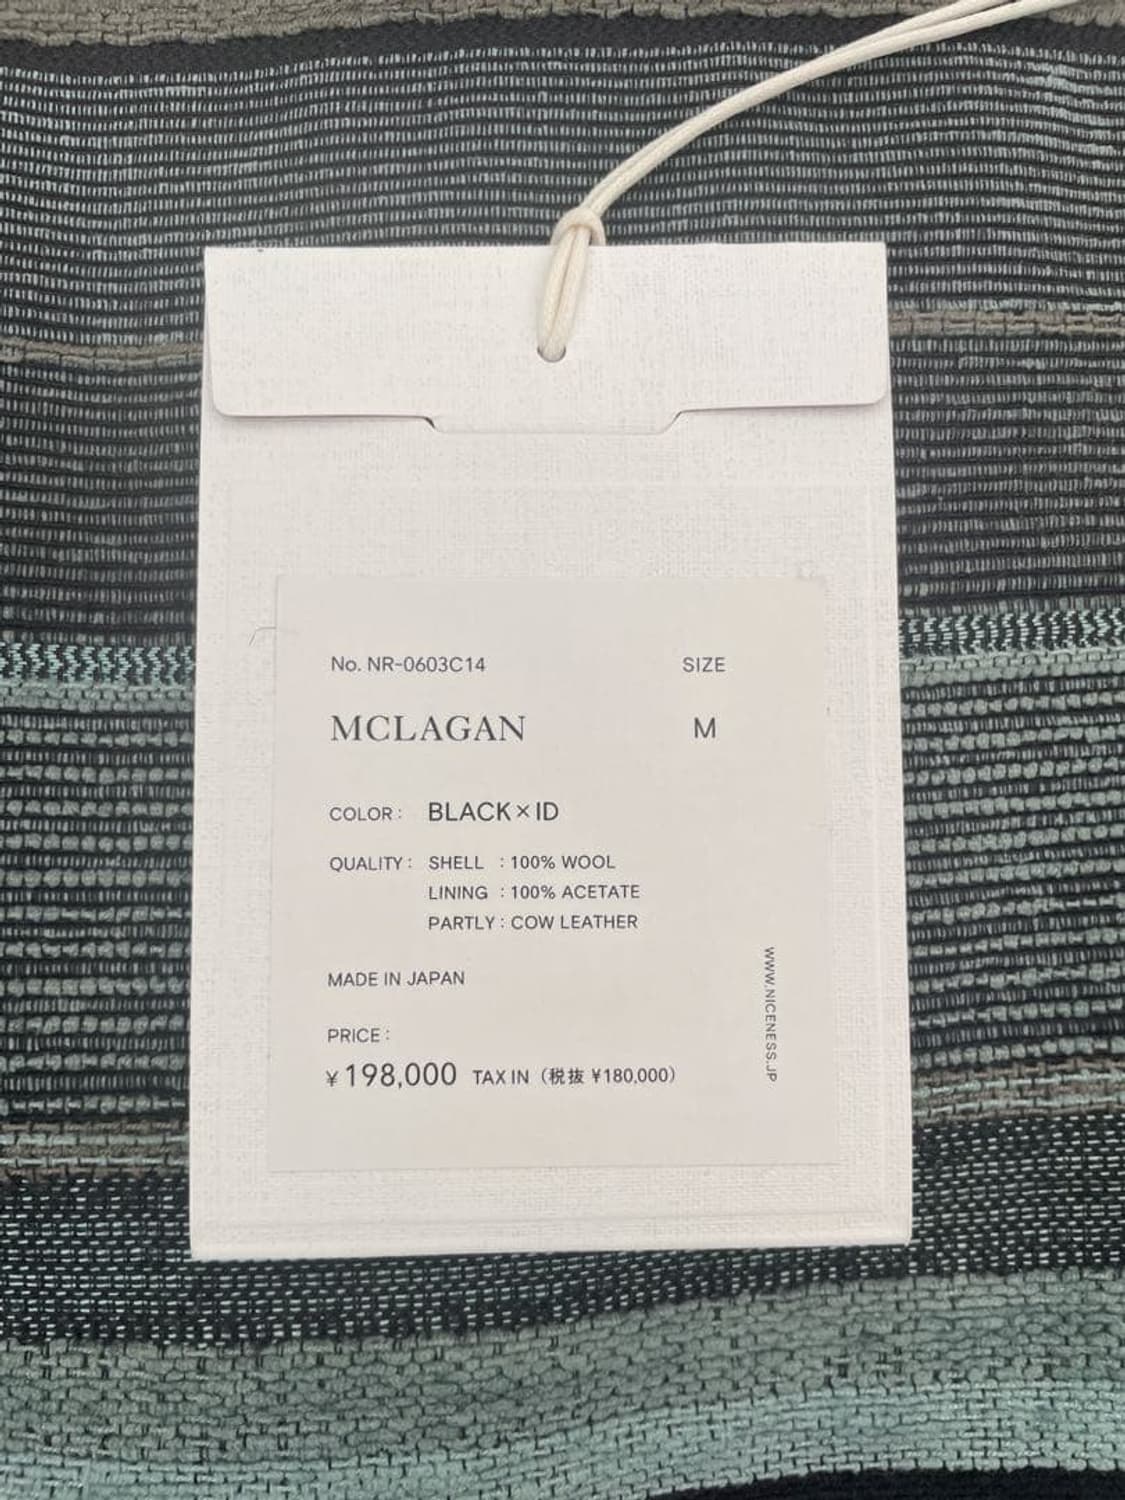 No. NR-0603C14 SIZE
MCLAGAN M
COLOR : BLACK×ID
QUALITY : SHELL : 100% WOOL
LINING : 100% ACETATE
PARTLY : COW LEATHER
MADE IN JAPAN
PRICE :
¥198,000 TAX IN (税抜 ¥180,000)
WWW.NICENESS.JP